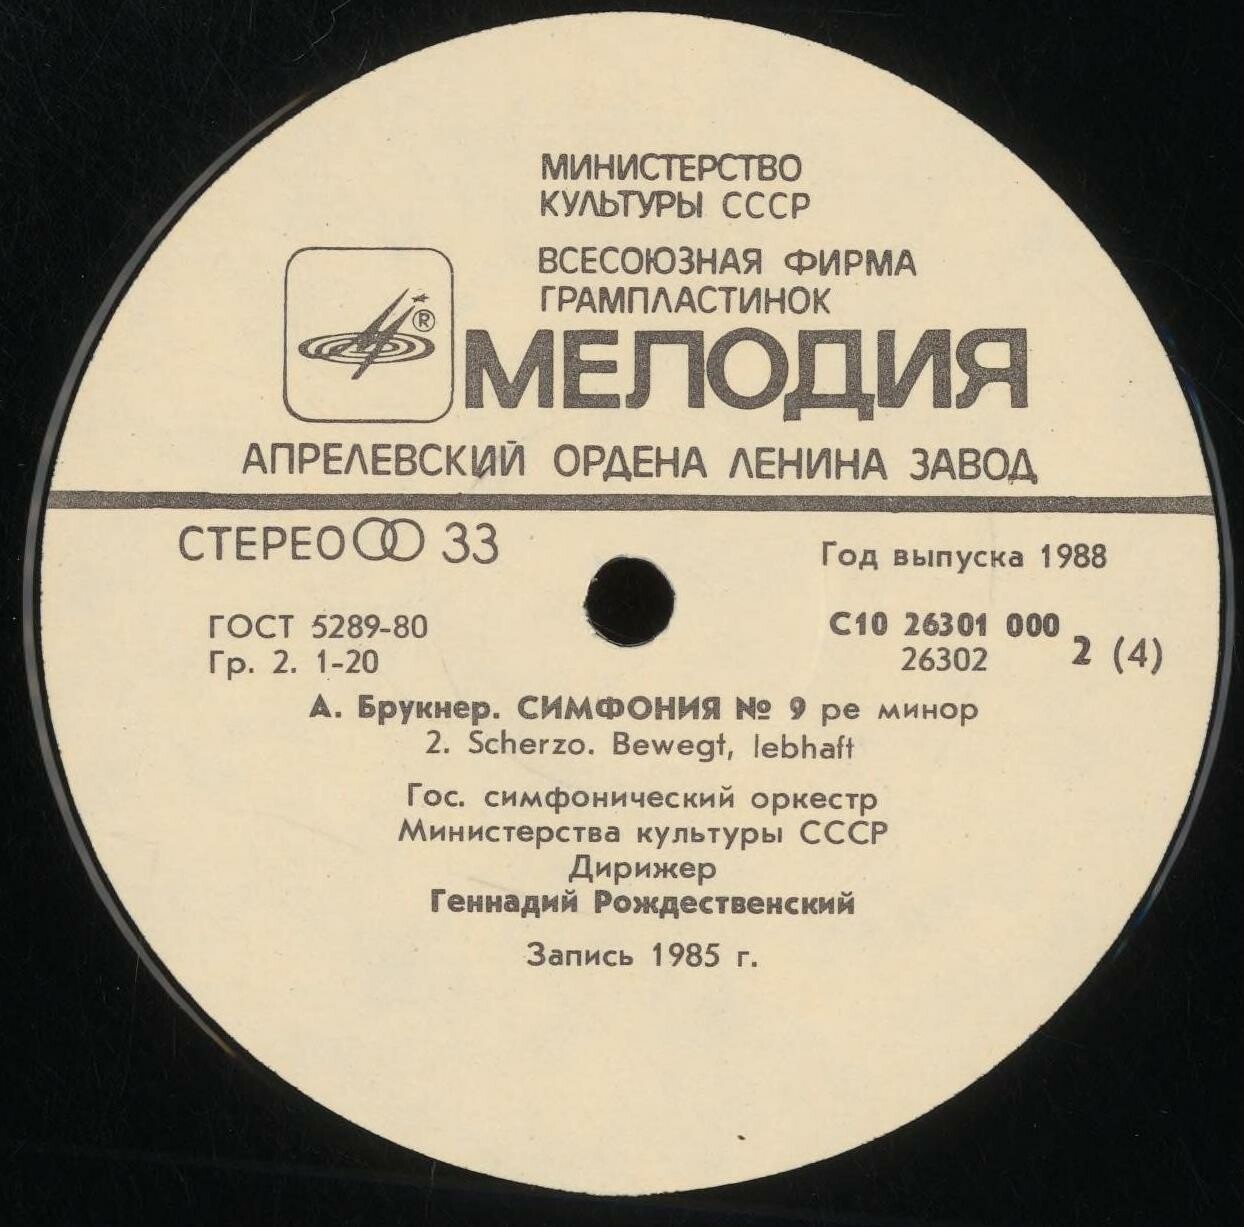 МИНИСТЕРСТВО
КУЛЬТУРЫ СССР
ВСЕСОЮЗНАЯ ФИРМА
ГРАМПЛАСТИНОК
®
МЕЛОДИЯ
АПРЕЛЕВСКИЙ ОРДЕНА ЛЕНИНА ЗАВОД
СТЕРЕО 33
Год выпуска 1988
ГОСТ 5289-80
Гр. 2. 1-20
С10 26301 000
26302 2 (4)
А. Брукнер. СИМФОНИЯ № 9 ре минор
2. Scherzo. Bewegt, lebhaft
Гос. симфонический оркестр
Министерства культуры СССР
Дирижер
Геннадий Рождественский
Запись 1985 г.